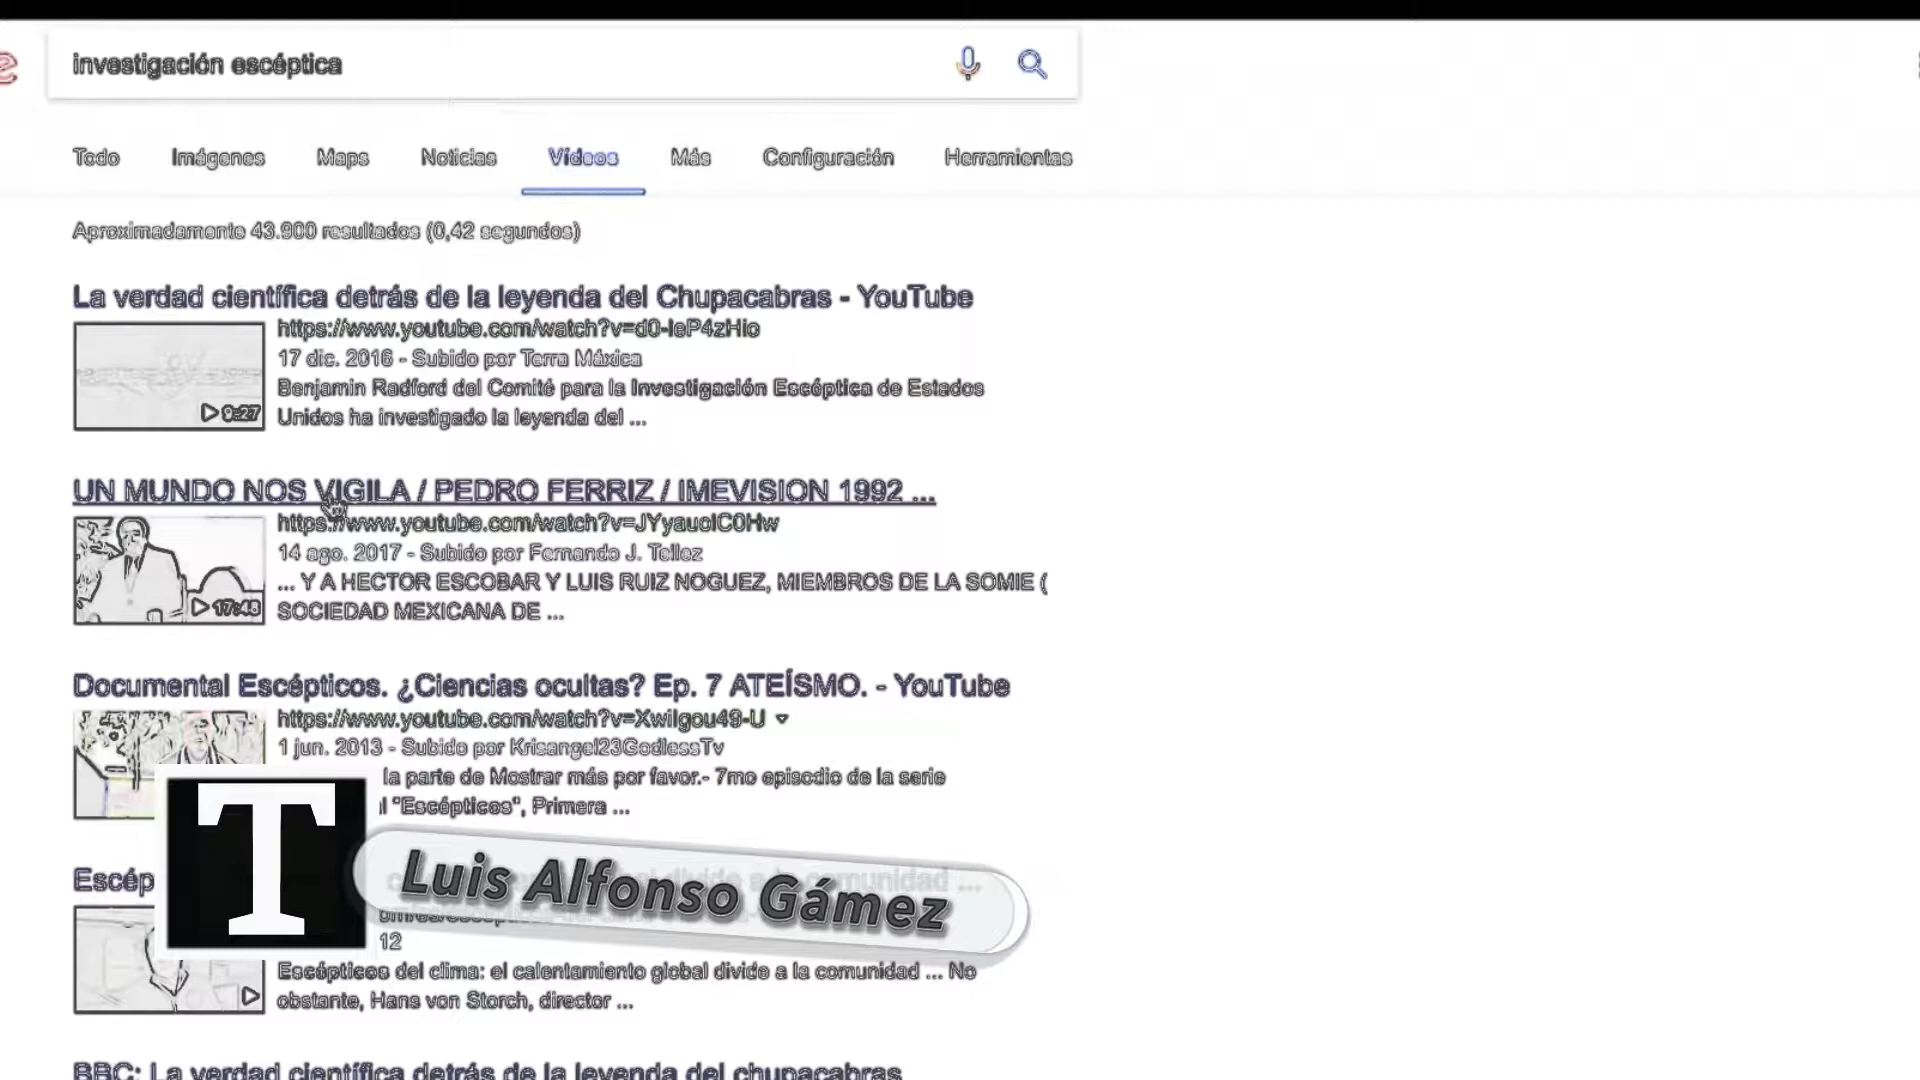 investigación escéptica
Todo Imágenes Maps Noticias Vídeos Más Configuración Herramientas
Aproximadamente 43.900 resultados (0,42 segundos)
La verdad científica detrás de la leyenda del Chupacabras - YouTube
https://www.youtube.com/watch?v=d0-IeP4zHio
17 dic. 2016 - Subido por Terra Máxica
Benjamin Radford del Comité para la Investigación Escéptica de Estados
Unidos ha investigado la leyenda del ...
9:27
UN MUNDO NOS VIGILA / PEDRO FERRIZ / IMEVISION 1992 ...
https://www.youtube.com/watch?v=JYyauolC0Hw
14 ago. 2017 - Subido por Fernando J. Tellez
... Y A HECTOR ESCOBAR Y LUIS RUIZ NOGUEZ, MIEMBROS DE LA SOMIE (
SOCIEDAD MEXICANA DE ...
17:48
Documental Escépticos. ¿Ciencias ocultas? Ep. 7 ATEÍSMO. - YouTube
https://www.youtube.com/watch?v=XwiIgou49-U
1 jun. 2013 - Subido por Krisangel23GodlessTv
la parte de Mostrar más por favor.- 7mo episodio de la serie
"Escépticos", Primera ...
T
Luis Alfonso Gámez
Escép divide a la comunidad ...
12
Escépticos del clima: el calentamiento global divide a la comunidad ... No
obstante, Hans von Storch, director ...
BBC: La verdad científica detrás de la leyenda del chupacabras